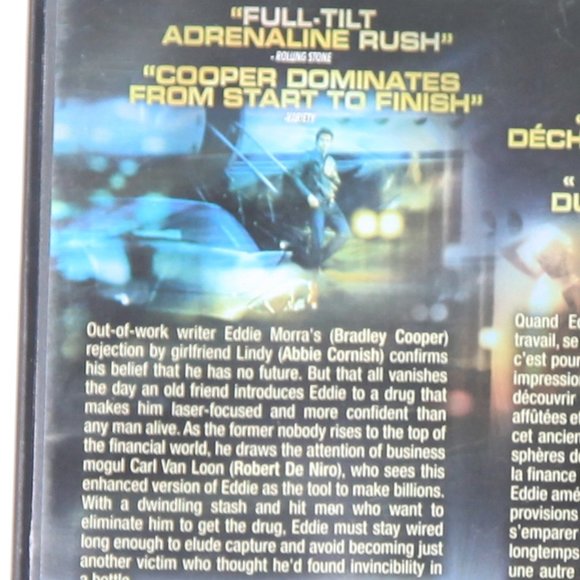 "FULL-TILT
ADRENALINE RUSH"
- ROLLING STONE
"COOPER DOMINATES
FROM START TO FINISH"
-VARIETY
Out-of-work writer Eddie Morra's (Bradley Cooper)
rejection by girlfriend Lindy (Abbie Cornish) confirms
his belief that he has no future. But that all vanishes
the day an old friend introduces Eddie to a drug that
makes him laser-focused and more confident than
any man alive. As the former nobody rises to the top of
the financial world, he draws the attention of business
mogul Carl Van Loon (Robert De Niro), who sees this
enhanced version of Eddie as the tool to make billions.
With a dwindling stash and hit men who want to
eliminate him to get the drug, Eddie must stay wired
long enough to elude capture and avoid becoming just
another victim who thought he'd found invincibility in
a bottle.
«
DÉCH
«
DU
Quand Ed
travail, se
c'est pour
impression
découvrir
affûtées et
cet ancien
sphères de
la finance
Eddie amé
provisions
s'emparer
longtemps
une autre